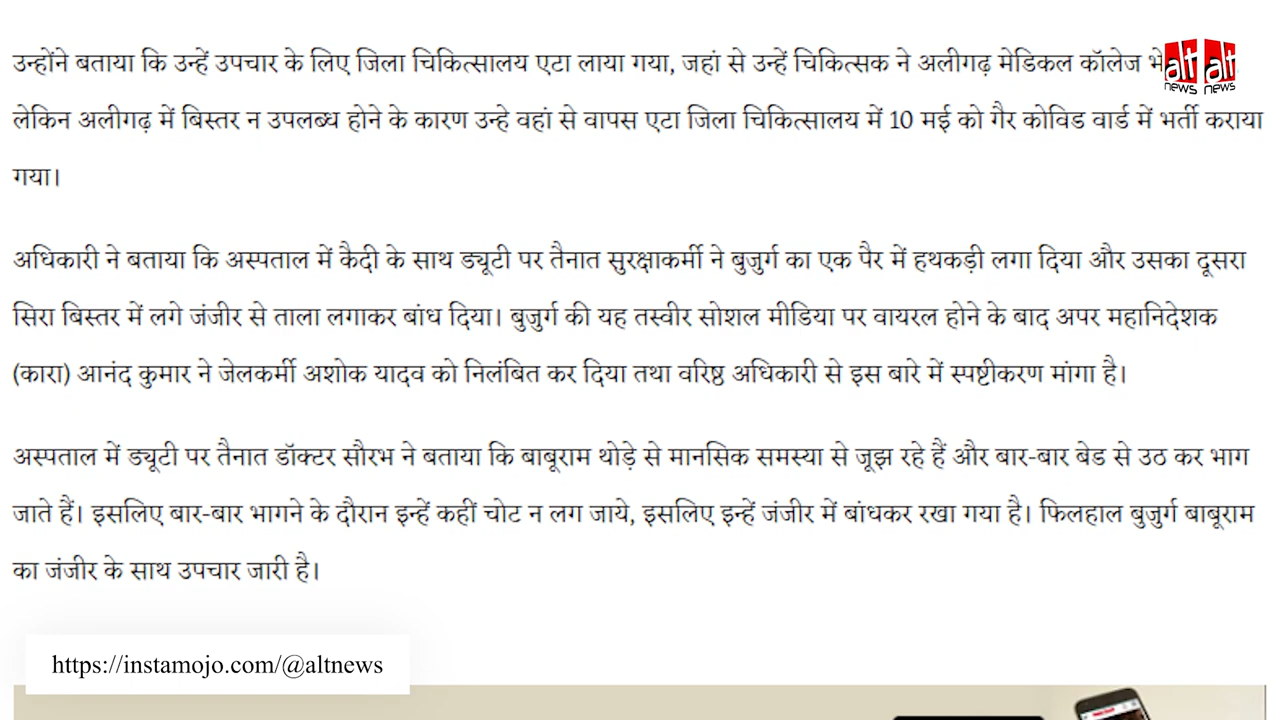 उन्होंने बताया कि उन्हें उपचार के लिए जिला चिकित्सालय एटा लाया गया, जहां से उन्हें चिकित्सक ने अलीगढ़ मेडिकल कॉलेज
alt alt
news news
लेकिन अलीगढ़ में बिस्तर न उपलब्ध होने के कारण उन्हे वहां से वापस एटा जिला चिकित्सालय में 10 मई को गैर कोविड वार्ड में भर्ती कराया
गया।
अधिकारी ने बताया कि अस्पताल में कैदी के साथ ड्यूटी पर तैनात सुरक्षाकर्मी ने बुजुर्ग का एक पैर में हथकड़ी लगा दिया और उसका दूसरा
सिरा बिस्तर में लगे जंजीर से ताला लगाकर बांध दिया। बुजुर्ग की यह तस्वीर सोशल मीडिया पर वायरल होने के बाद अपर महानिदेशक
(कारा) आनंद कुमार ने जेलकर्मी अशोक यादव को निलंबित कर दिया तथा वरिष्ठ अधिकारी से इस बारे में स्पष्टीकरण मांगा है।
अस्पताल में ड्यूटी पर तैनात डॉक्टर सौरभ ने बताया कि बाबूराम थोड़े से मानसिक समस्या से जूझ रहे हैं और बार-बार बेड से उठ कर भाग
जाते हैं। इसलिए बार-बार भागने के दौरान इन्हें कहीं चोट न लग जाये, इसलिए इन्हें जंजीर में बांधकर रखा गया है। फिलहाल बुजुर्ग बाबूराम
का जंजीर के साथ उपचार जारी है।
https://instamojo.com/@altnews